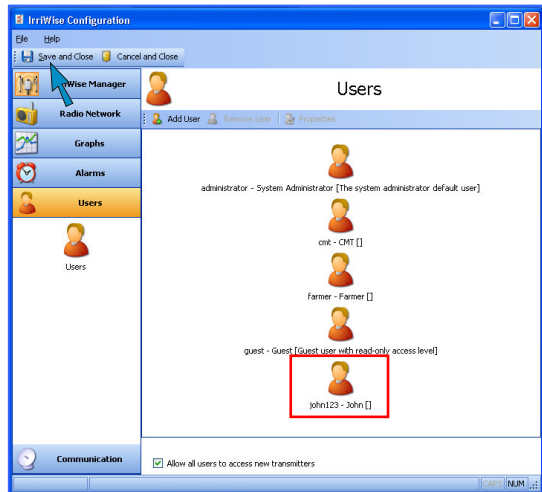 IrriWise Configuration
File Help
Save and Close Cancel and Close
Wise Manager
Radio Network
Graphs
Alarms
Users
Users
Communication
Users
Add User Remove User Properties
administrator - System Administrator [The system administrator default user]
cmt - CMT []
farmer - Farmer []
guest - Guest [Guest user with read-only access level]
john123 - John []
Allow all users to access new transmitters
CAPS NUM